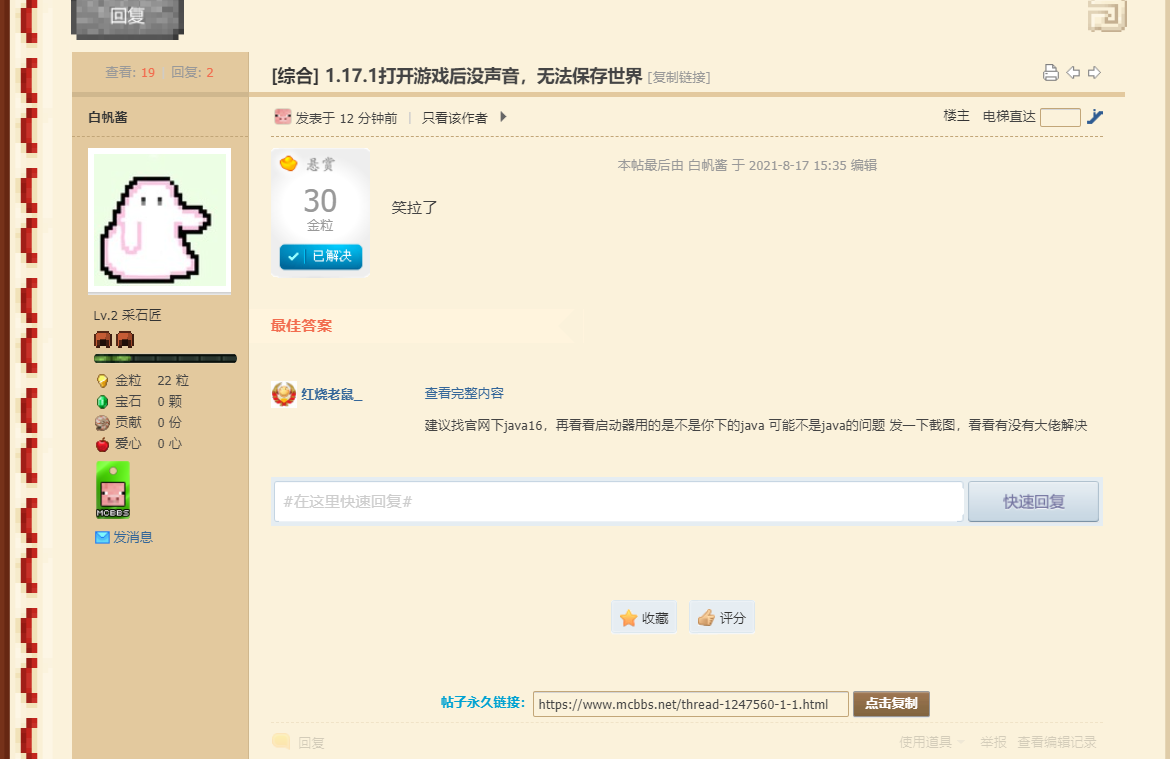 回复
查看: 19 回复: 2
[综合] 1.17.1打开游戏后没声音，无法保存世界 [复制链接]
白帆酱
发表于 12 分钟前 | 只看该作者
楼主 电梯直达
悬赏
30
金粒
已解决
本帖最后由 白帆酱 于 2021-8-17 15:35 编辑
笑拉了
Lv.2 采石匠
金粒 22 粒
宝石 0 颗
贡献 0 份
爱心 0 心
MCBBS
发消息
最佳答案
红烧老鼠_
查看完整内容
建议找官网下java16，再看看启动器用的是不是你下的java 可能不是java的问题 发一下截图，看看有没有大佬解决
#在这里快速回复#
快速回复
收藏
评分
帖子永久链接:
https://www.mcbbs.net/thread-1247560-1-1.html
点击复制
回复
使用道具 举报 查看编辑记录